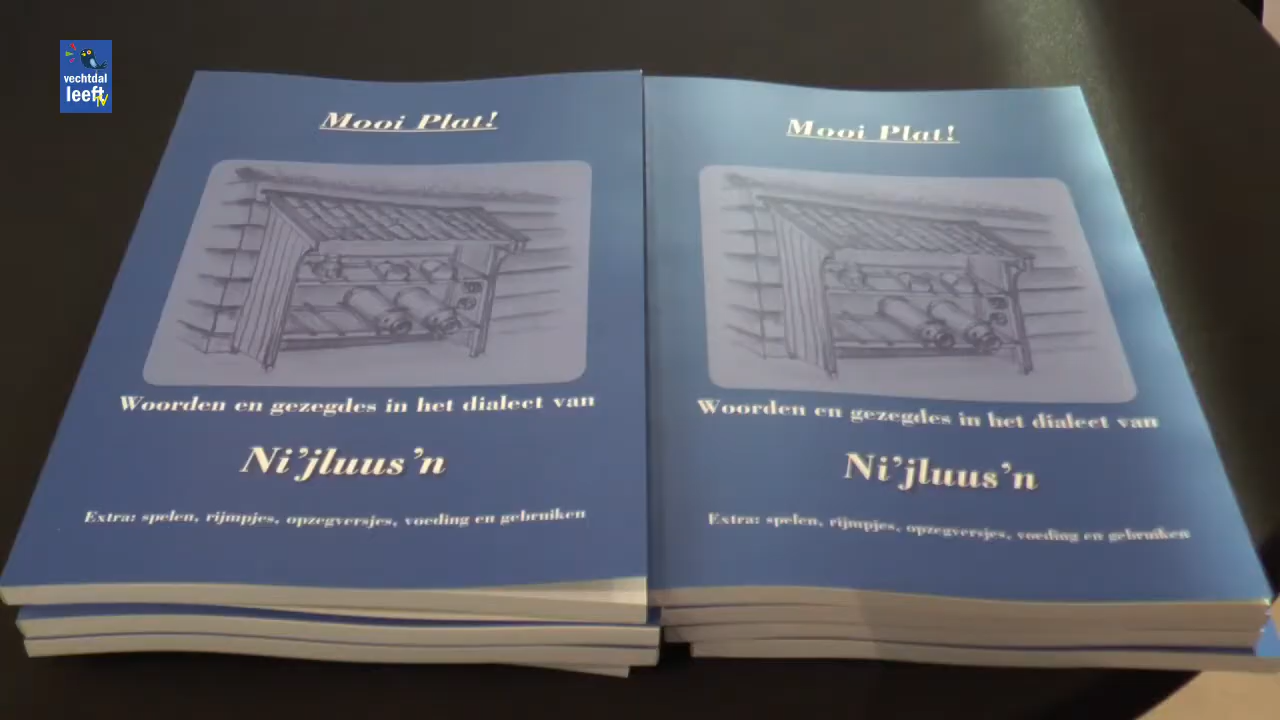 vechtdal
leeft
TV
Mooi Plat!
Woorden en gezegdes in het dialect van
Ni'jluus'n
Extra: spelen, rijmpjes, opzegversjes, voeding en gebruiken
Mooi Plat!
Woorden en gezegdes in het dialect van
Ni'jluus'n
Extra: spelen, rijmpjes, opzegversjes, voeding en gebruiken